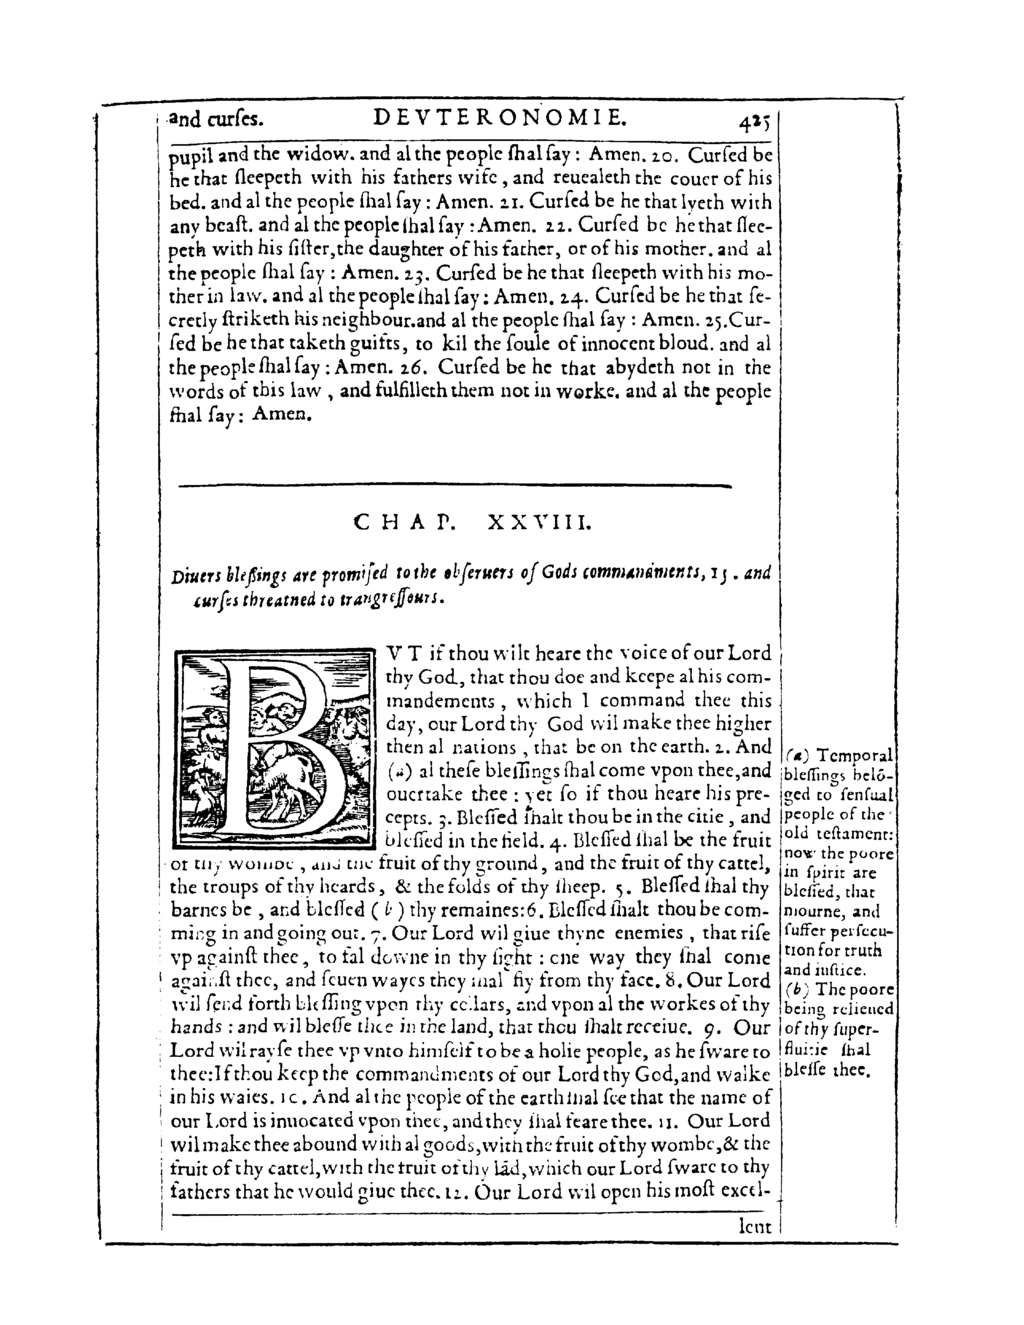 and curſes. DEVTERONOMIE. 425
pupil and the widow. and al the people ſhal ſay: Amen. 20. Curſed be
he that ſleepeth with his fathers wife, and reuealeth the couer of his
bed. and al the people ſhal ſay: Amen. 21. Curſed be he that lyeth with
any beaſt. and al the people ſhal ſay: Amen. 22. Curſed be he that ſlee-
peth with his ſiſter, the daughter of his father, or of his mother. and al
the people ſhal ſay: Amen. 23. Curſed be he that ſleepeth with his mo-
ther in law. and al the people ſhal ſay: Amen. 24. Curſed be he that ſe-
cretly ſtriketh his neighbour. and al the people ſhal ſay: Amen. 25. Cur-
ſed be he that taketh guifts, to kil the ſoule of innocent bloud. and al
the people ſhal ſay: Amen. 26. Curſed be he that abydeth not in the
words of this law, and fulfilleth them not in worke. and al the people
ſhal ſay: Amen.
CHAP. XXVIII.
Diuers bleſsings are promiſed to the obſeruers of Gods commandments, 15. and
curſes threatned to tranſgreſſours.
BVT if thou wilt heare the voice of our Lord
thy God, that thou doe and keepe al his com-
mandements, which I command thee this
day, our Lord thy God wil make thee higher
then al nations, that be on the earth. 2. And
(a) al theſe bleſſings ſhal come vpon thee, and
ouertake thee: yet ſo if thou heare his pre-
cepts. 3. Bleſſed ſhalt thou be in the citie, and
bleſſed in the field. 4. Bleſſed ſhal be the fruit
of thy wombe, and the fruit of thy ground, and the fruit of thy cattel,
the troups of thy heards, & the folds of thy ſheep. 5. Bleſſed ſhal thy
barnes be, and bleſſed (b) thy remaines: 6. Bleſſed ſhalt thou be com-
ming in and going out. 7. Our Lord wil giue thyne enemies, that riſe
vp againſt thee, to fal downe in thy ſight: one way they ſhal come
againſt thee, and ſeuen wayes they ſhal fly from thy face. 8. Our Lord
wil ſend forth bleſſing vpon thy cellars, and vpon al the workes of thy
hands: and wil bleſſe thee in the land, that thou ſhalt receiue. 9. Our
Lord wil rayſe thee vp vnto himſelf to be a holie people, as he ſware to
thee: If thou keep the commandments of our Lord thy God, and walke
in his waies. 10. And al the people of the earth ſhal ſee that the name of
our Lord is inuocated vpon thee, and they ſhal feare thee. 11. Our Lord
wil make thee abound with al goods, with the fruit of thy wombe, & the
fruit of thy cattel, with the fruit of thy lãd, which our Lord ſware to thy
fathers that he would giue thee. 12. Our Lord wil open his moſt excel-
lent
(a) Temporal
bleſſings belõ-
ged to ſenſual
people of the
old teſtament:
now the poore
in ſpirit are
bleſſed, that
mourne, and
ſuffer perſecu-
tion for truth
and iuſtice.
(b) The poore
being relieued
of thy ſuper-
fluitie ſhal
bleſſe thee.